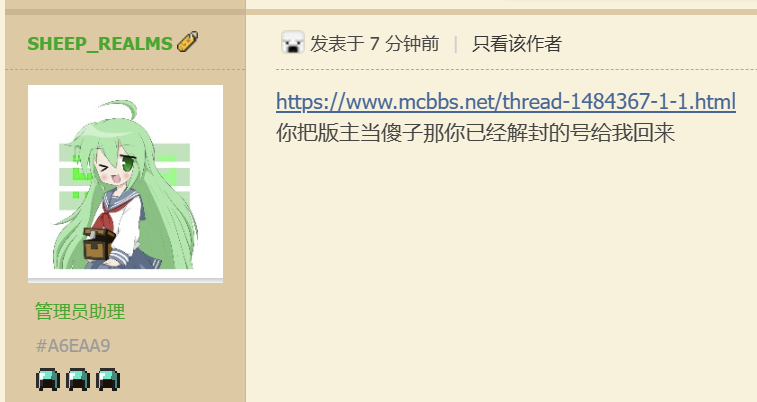 SHEEP_REALMS
发表于 7 分钟前 | 只看该作者
https://www.mcbbs.net/thread-1484367-1-1.html
你把版主当傻子那你已经解封的号给我回来
管理员助理
#A6EAA9